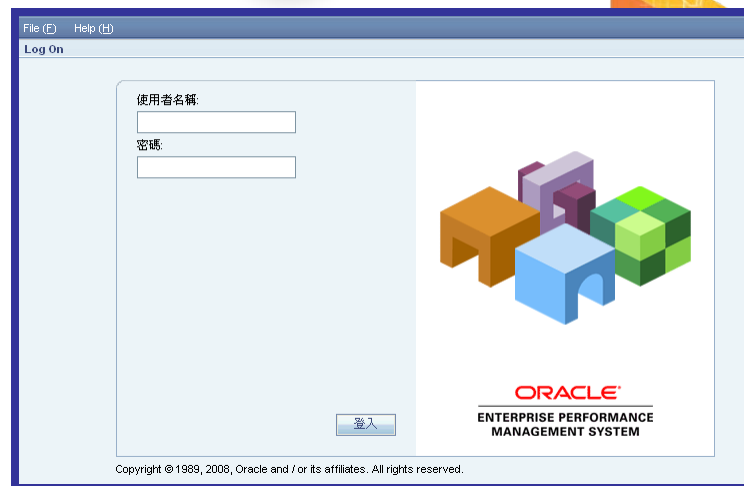 File (F) Help (H)
Log On
使用者名稱:
密碼:
登入
ORACLE®
ENTERPRISE PERFORMANCE
MANAGEMENT SYSTEM
Copyright © 1989, 2008, Oracle and / or its affiliates. All rights reserved.